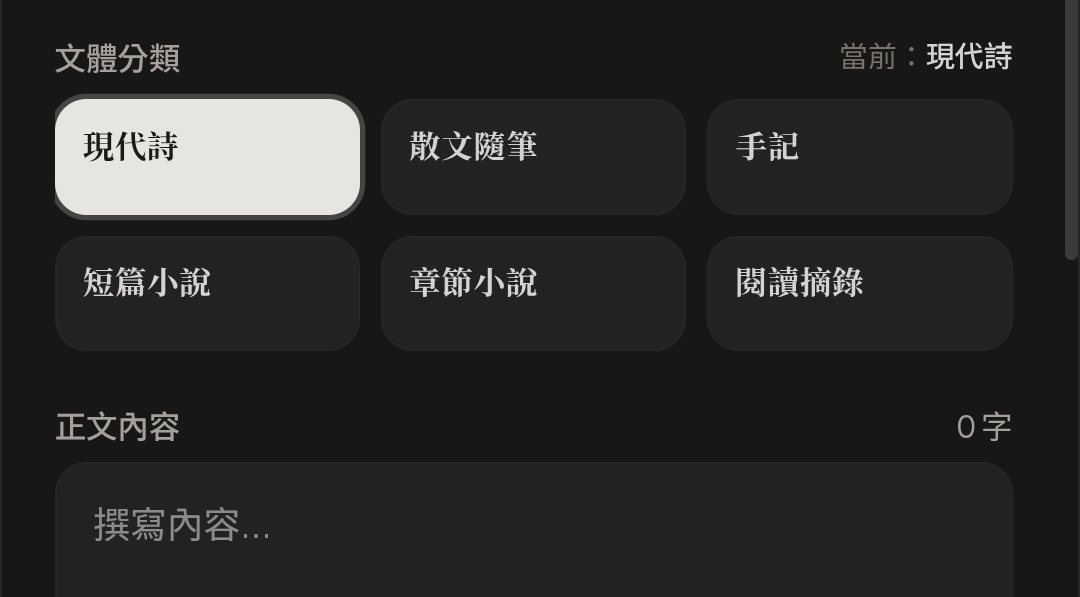 文體分類 當前：現代詩
現代詩 散文隨筆 手記
短篇小說 章節小說 閱讀摘錄
正文內容 0 字
撰寫內容...